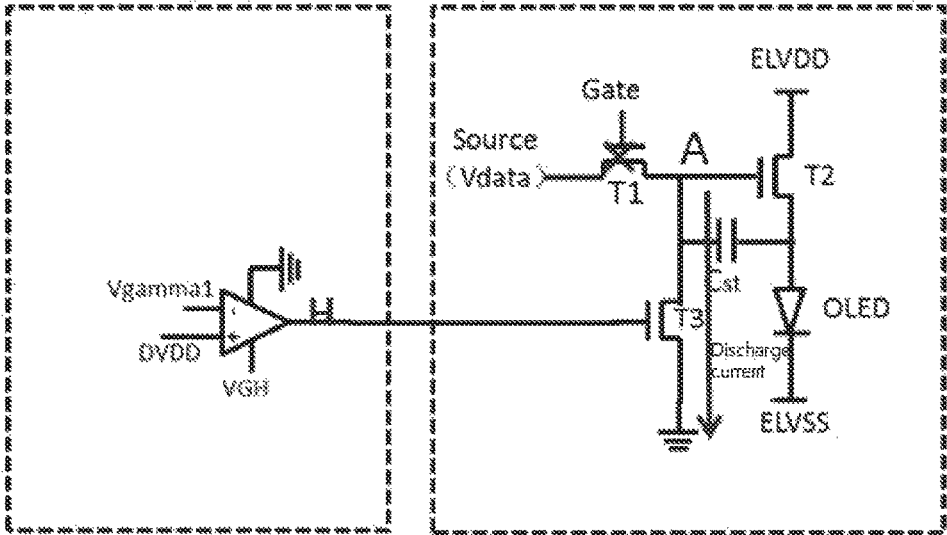 ELVDD
Gate
Source
(Vdata)
A
T1
T2
Cst
Vgamma1
-
+
H
DVDD
VGH
T3
OLED
Discharge
current
ELVSS